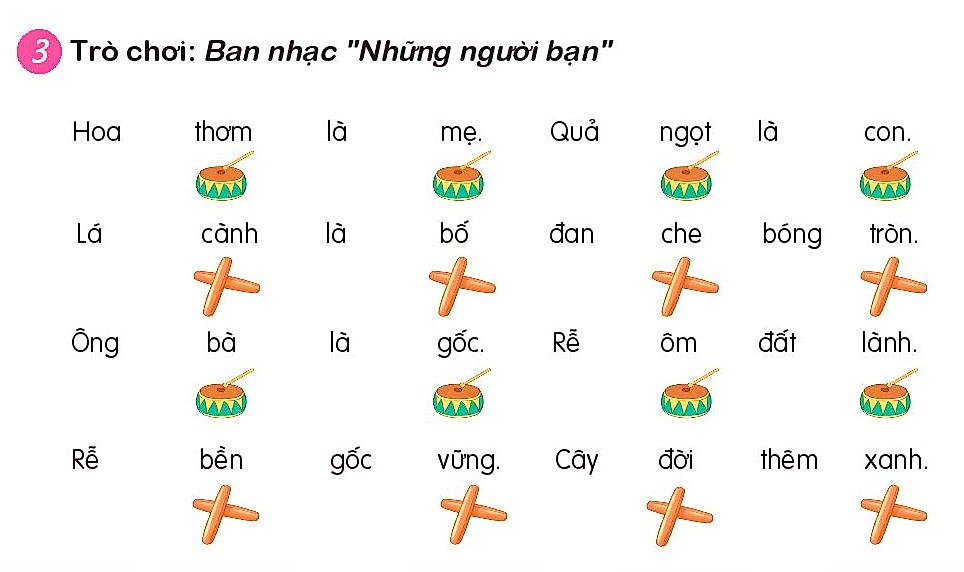 3 Trò chơi: Ban nhạc "Những người bạn"
Hoa thơm là mẹ. Quả ngọt là con.
Lá cành là bố đan che bóng tròn.
Ông bà là gốc. Rễ ôm đất lành.
Rễ bền gốc vững. Cây đời thêm xanh.